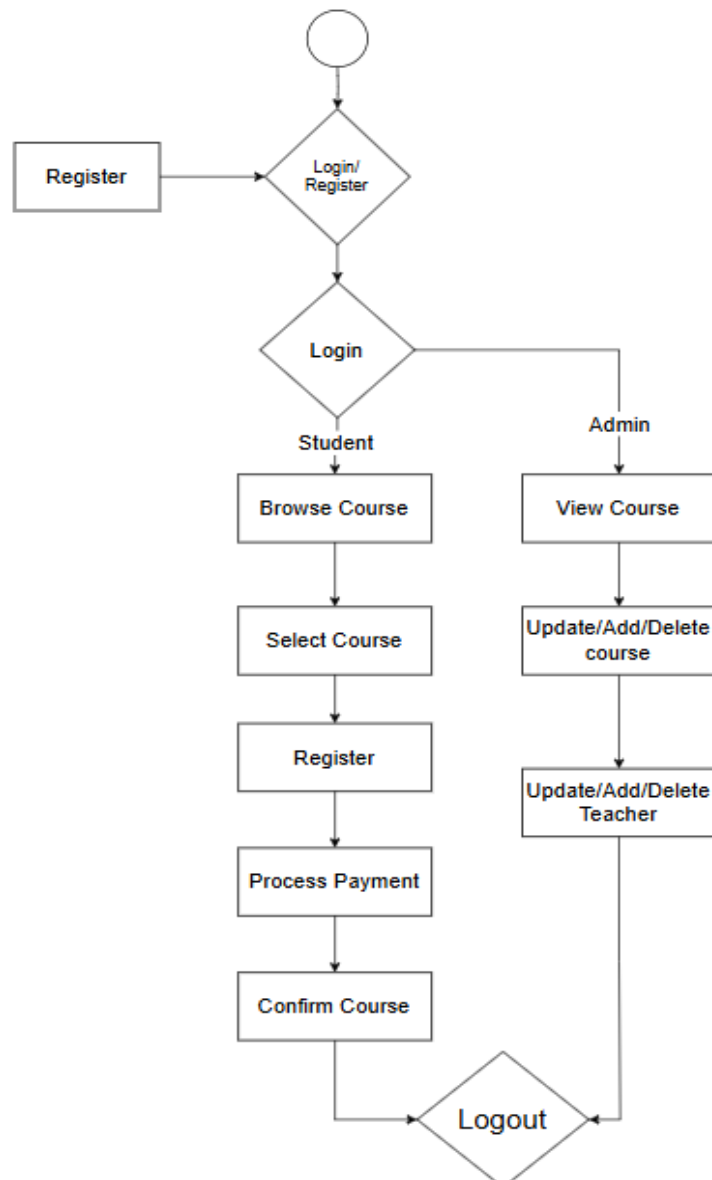 Login/
Register
Register
Login
Student
Admin
Browse Course
View Course
Select Course
Update/Add/Delete
course
Register
Update/Add/Delete
Teacher
Process Payment
Confirm Course
Logout